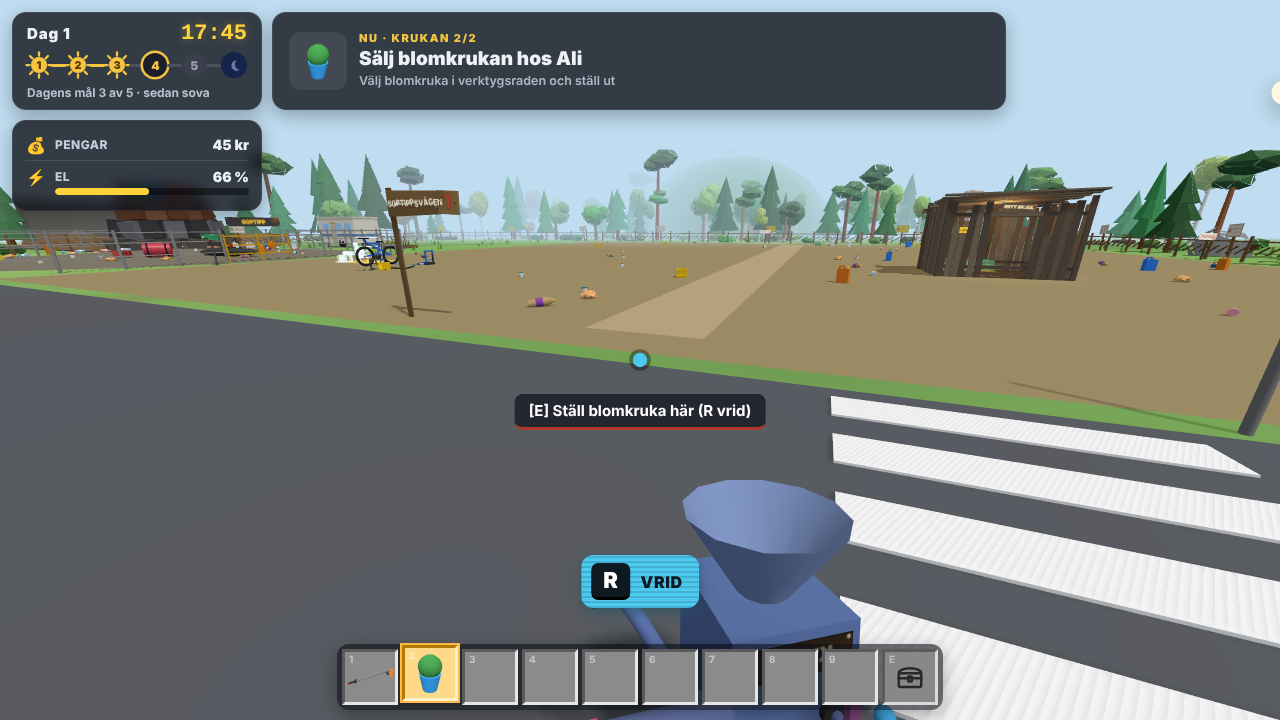 Dag 1
17:45
1 2 3 4 5
Dagens mål 3 av 5 · sedan sova
PENGAR 45 kr
EL 66 %
NU · KRUKAN 2/2
Sälj blomkrukan hos Ali
Välj blomkruka i verktygsraden och ställ ut
SORTIPP
[E] Ställ blomkruka här (R vrid)
R VRID
1 2 3 4 5 6 7 8 9 E